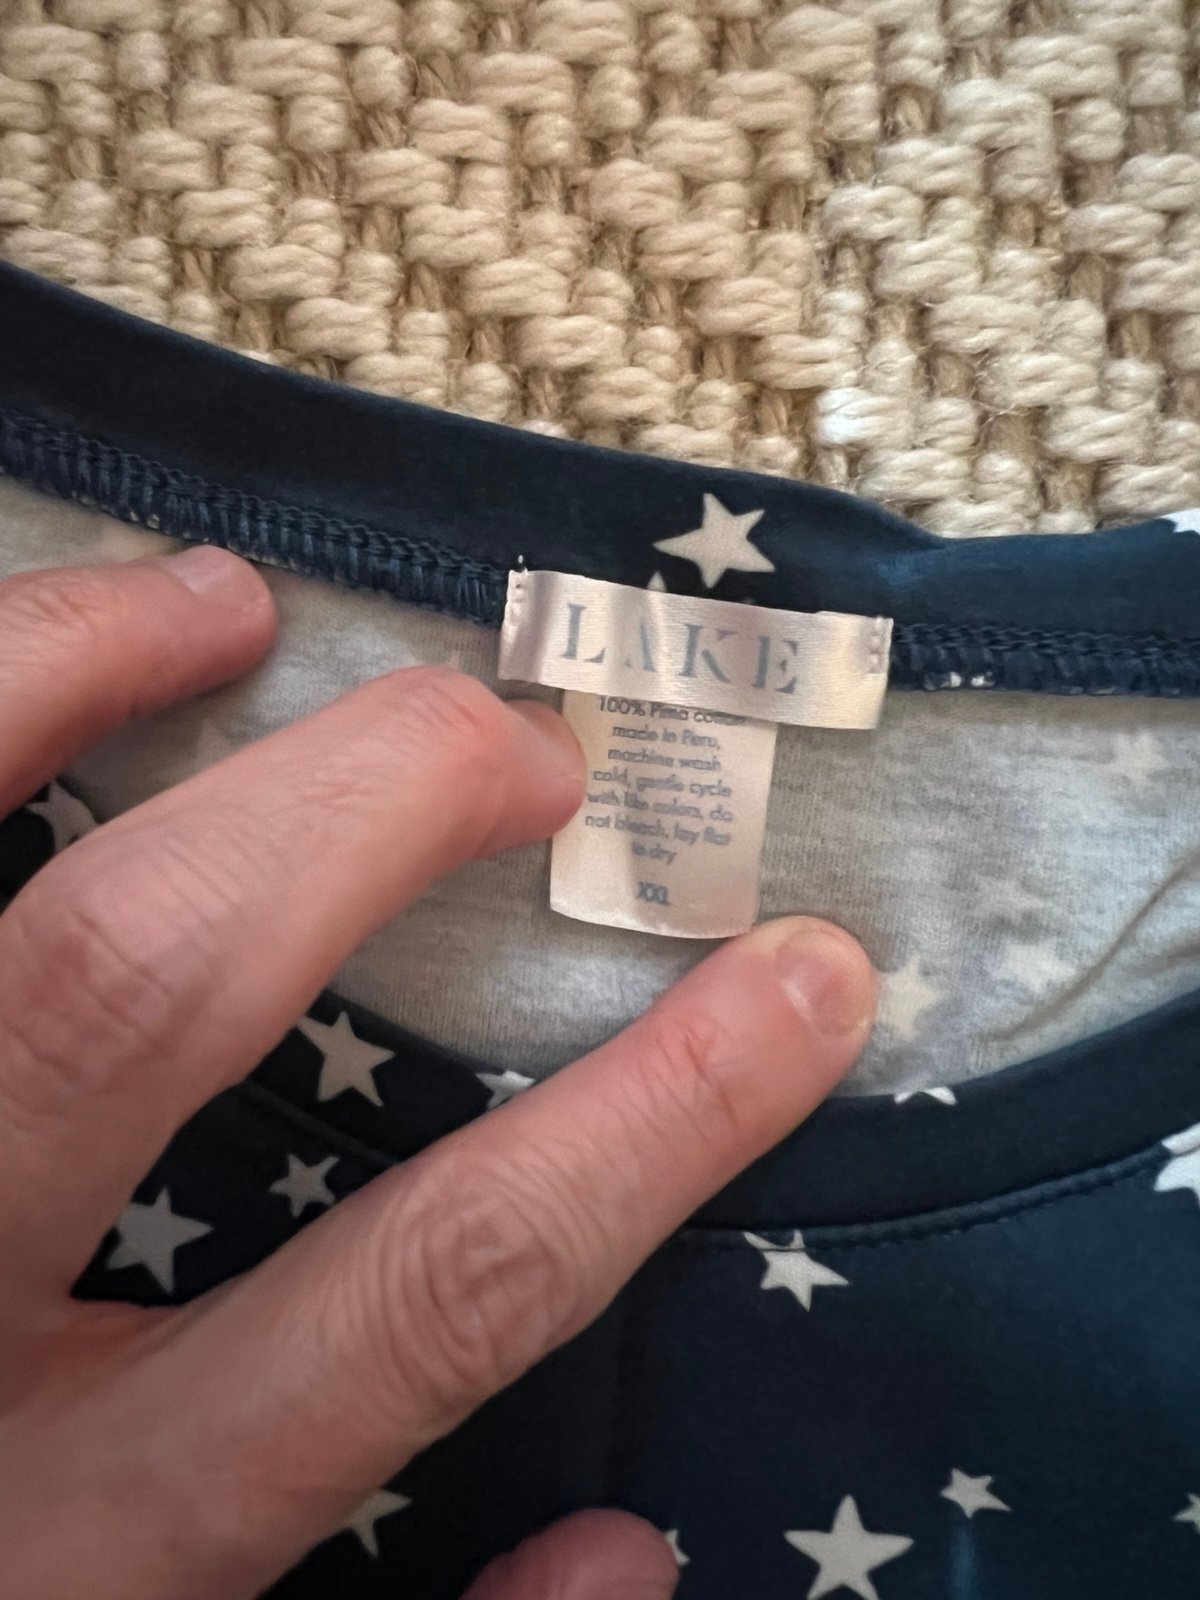 LAKE
100% Pima cotton
made in Peru,
machine wash
cold, gentle cycle
with like colors, do
not bleach, lay flat
to dry
XXL